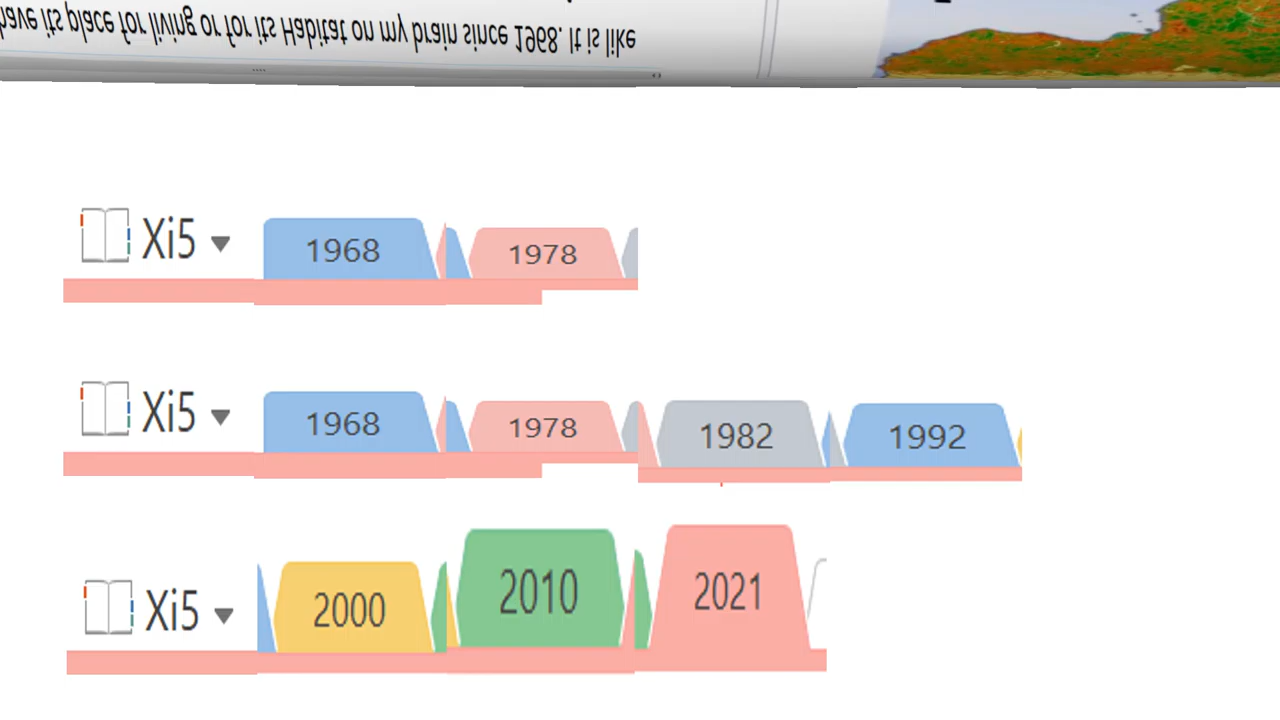 have its place for living or for its Habitat on my brain since 1968. It is like
Xi5 1968 1978
Xi5 1968 1978 1982 1992
Xi5 2000 2010 2021